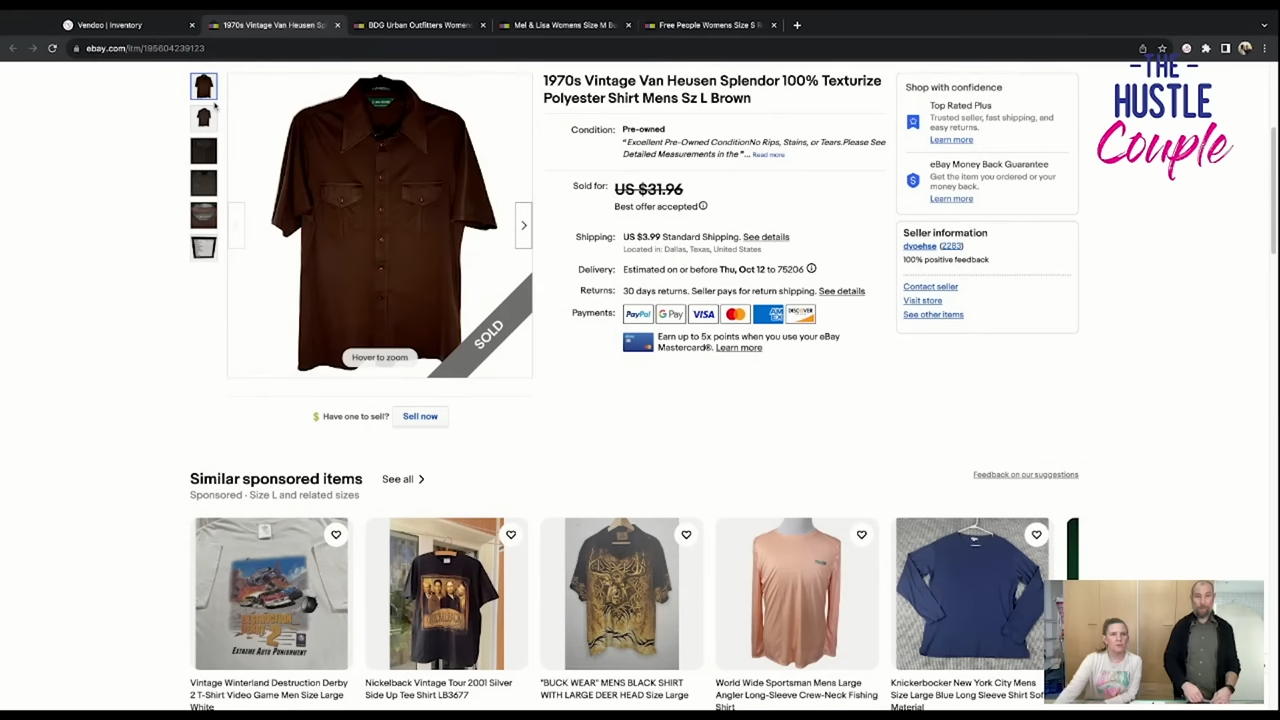 Vendoo | Inventory
1970s Vintage Van Heusen Sp
BDG Urban Outfitters Women
Mel & Lisa Womens Size M Bu
Free People Womens Size S R
ebay.com/itm/195604239123
-THE-
HUSTLE
Couple
1970s Vintage Van Heusen Splendor 100% Texturize
Polyester Shirt Mens Sz L Brown
Condition:
Pre-owned
"Excellent Pre-Owned ConditionNo Rips, Stains, or Tears.Please See
Detailed Measurements in the"... Read more
Sold for:
US $31.96
Best offer accepted
Shipping:
US $3.99 Standard Shipping. See details
Located in: Dallas, Texas, United States
Delivery:
Estimated on or before Thu, Oct 12 to 75206
Returns:
30 days returns. Seller pays for return shipping. See details
Payments:
PayPal
G Pay
VISA
DISCOVER
Earn up to 5x points when you use your eBay
Mastercard®. Learn more
Shop with confidence
Top Rated Plus
Trusted seller, fast shipping, and
easy returns.
Learn more
eBay Money Back Guarantee
Get the item you ordered or your
money back.
Learn more
Seller information
dyoehse (2283)
100% positive feedback
Contact seller
Visit store
See other items
SOLD
Hover to zoom
Have one to sell?
Sell now
Similar sponsored items
See all
Sponsored · Size L and related sizes
Feedback on our suggestions
DESTRUCTION
DERBY 2
EXTREME AUTO PUNISHMENT
Vintage Winterland Destruction Derby
2 T-Shirt Video Game Men Size Large
White
Nickelback Vintage Tour 2001 Silver
Side Up Tee Shirt LB3677
"BUCK WEAR" MENS BLACK SHIRT
WITH LARGE DEER HEAD Size Large
World Wide Sportsman Mens Large
Angler Long-Sleeve Crew-Neck Fishing
Shirt
Knickerbocker New York City Mens
Size Large Blue Long Sleeve Shirt Sof
Material